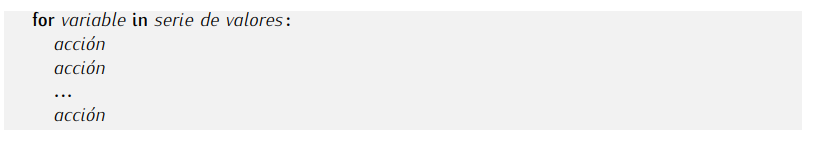 for variable in serie de valores:
acción
acción
...
acción